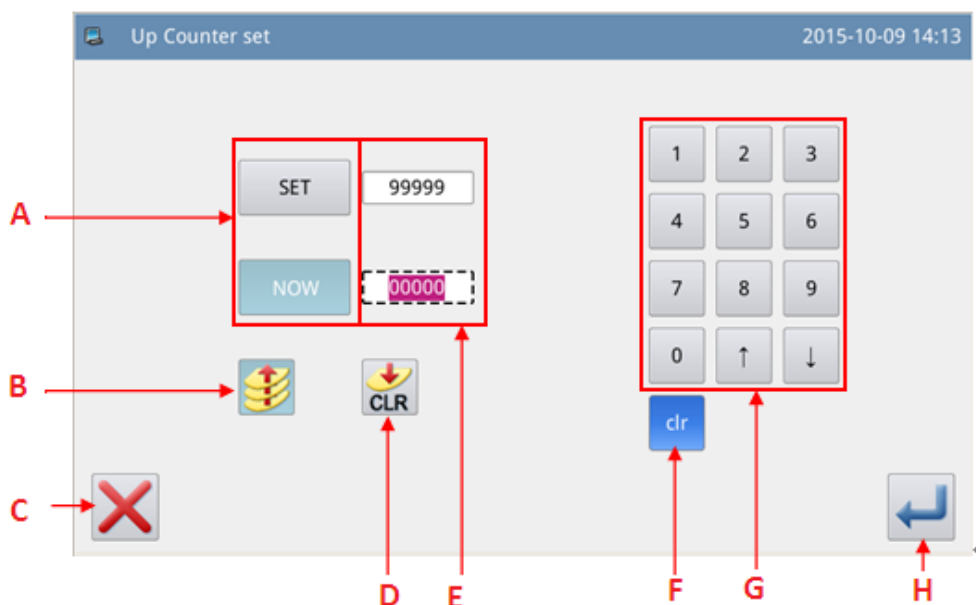 Up Counter set 2015-10-09 14:13
1 2 3
A SET 99999
4 5 6
NOW 00000
7 8 9
0 ↑ ↓
B CLR
clr
C
D E F G H